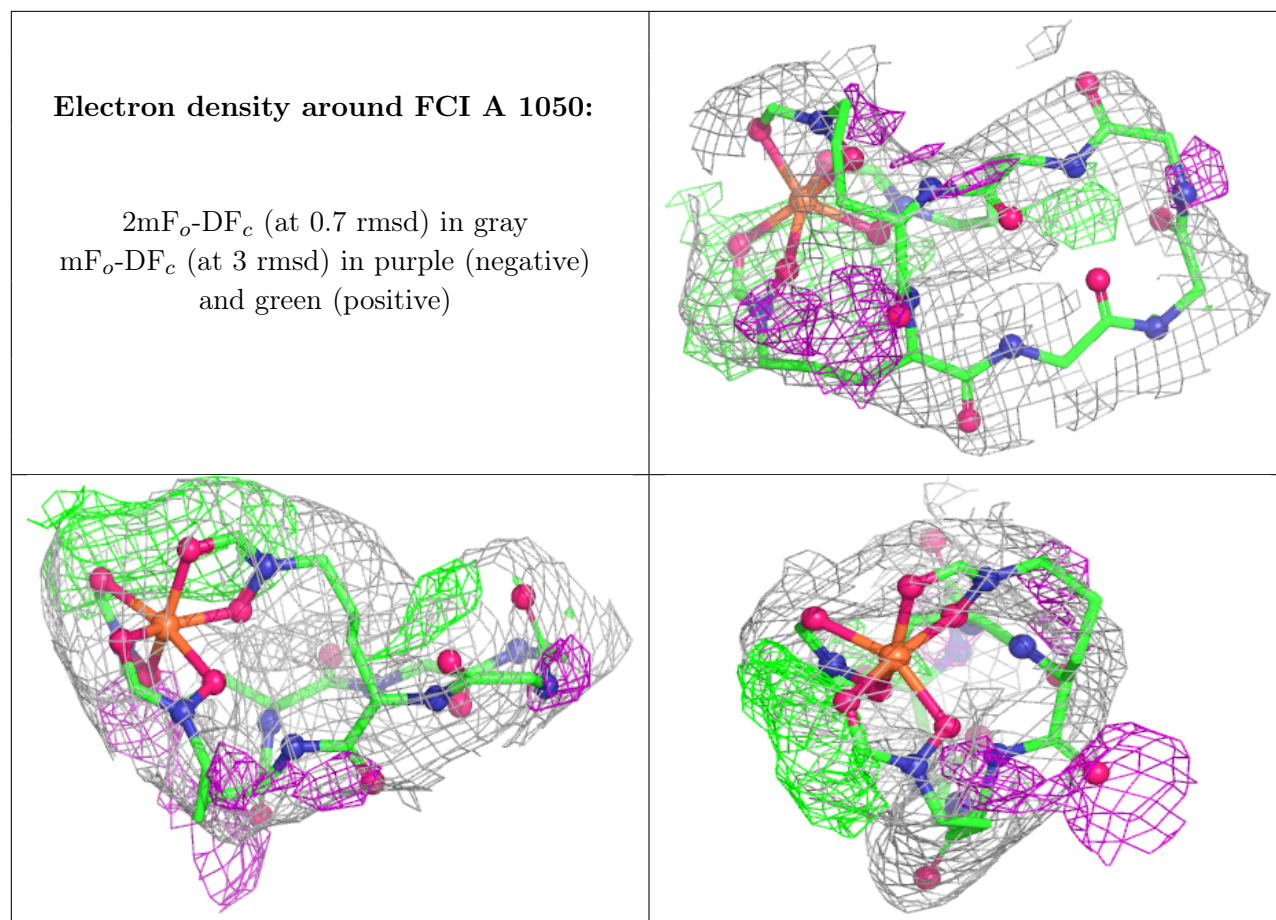 Electron density around FCI A 1050:
2mFo-DFc (at 0.7 rmsd) in gray
mFo-DFc (at 3 rmsd) in purple (negative)
and green (positive)